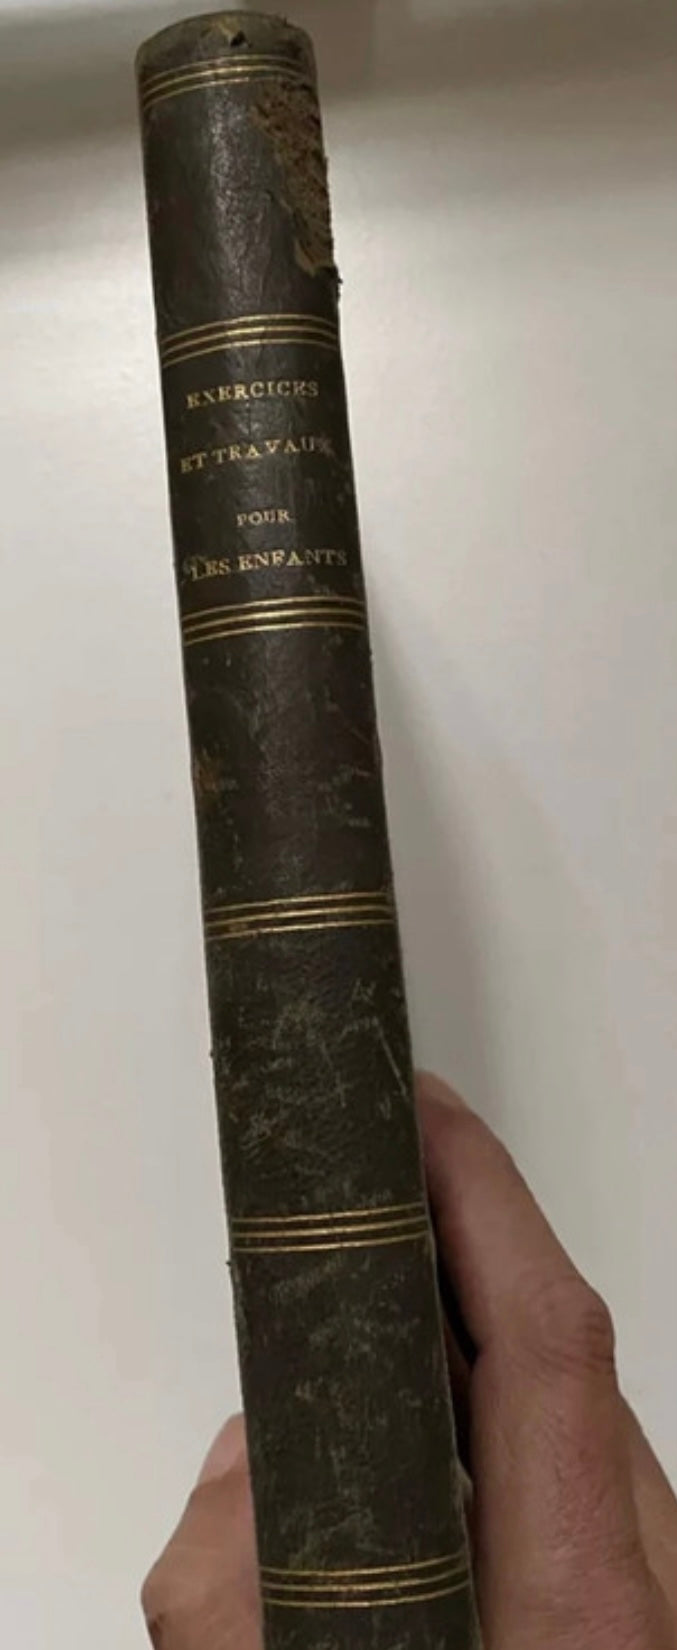 EXERCICES
ET TRAVAUX
POUR
LES ENFANTS